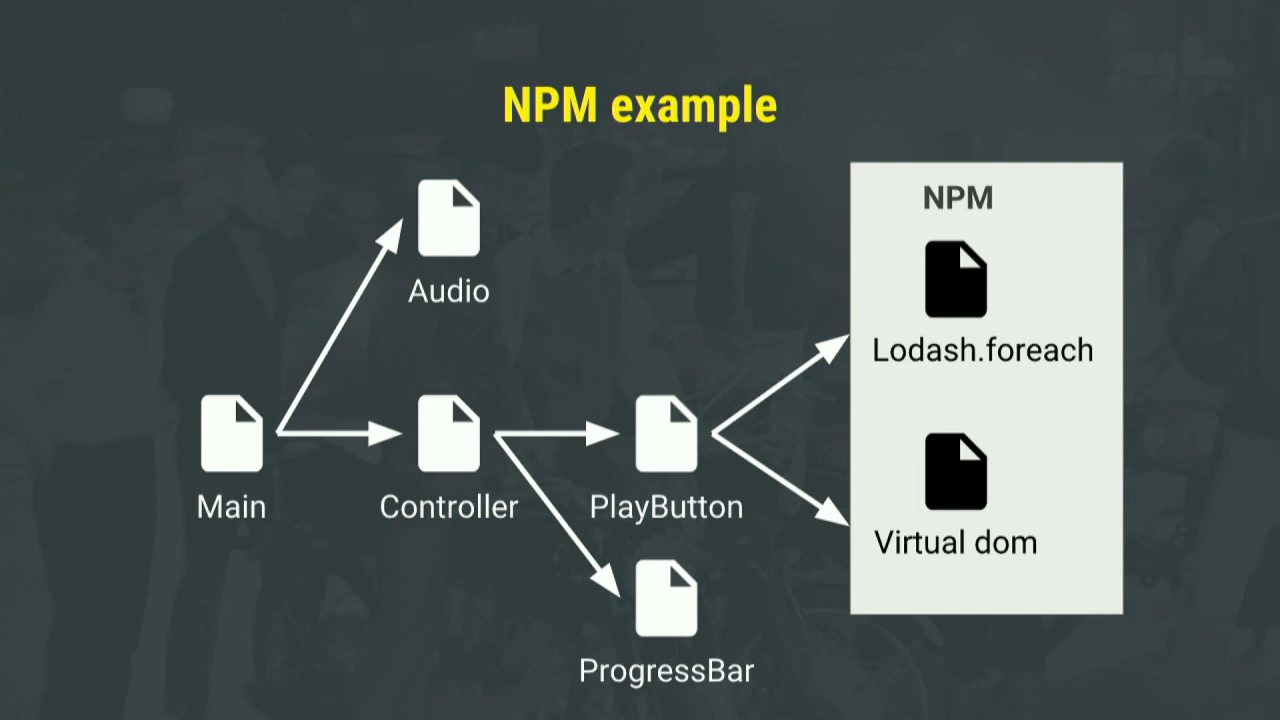 NPM example
NPM
Audio
Lodash.foreach
Main
Controller
PlayButton
Virtual dom
ProgressBar